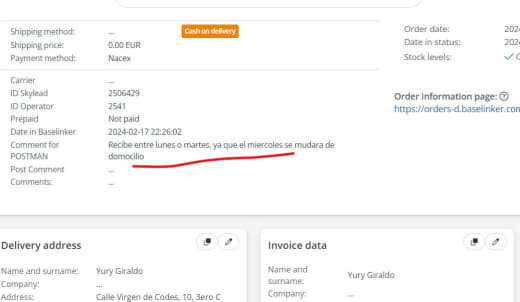 Shipping method: ... Cash on delivery
Shipping price: 0.00 EUR
Payment method: Nacex
Carrier ...
ID Skylead 2506429
ID Operator 2541
Prepaid Not paid
Date in Baselinker 2024-02-17 22:26:02
Comment for Recibe entre lunes o martes, ya que el miercoles se mudara de
POSTMAN domocilio
Post Comment ...
Comments: ...
Order date: 202
Date in status: 202
Stock levels:
Order information page:
https://orders-d.baselinker.com
Delivery address
Name and surname: Yury Giraldo
Company: ...
Address: Calle Virgen de Codes, 10, 3ero C
Invoice data
Name and
surname: Yury Giraldo
Company: ...